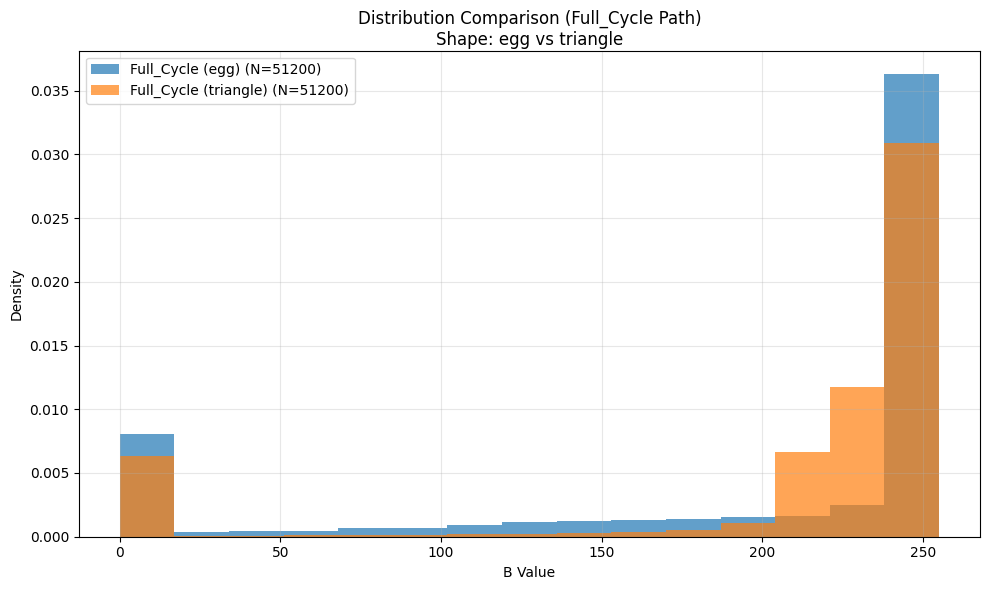 Distribution Comparison (Full_Cycle Path)
Shape: egg vs triangle
Full_Cycle (egg) (N=51200)
Full_Cycle (triangle) (N=51200)
0.035
0.030
0.025
0.020
0.015
0.010
0.005
0.000
Density
0 50 100 150 200 250
B Value